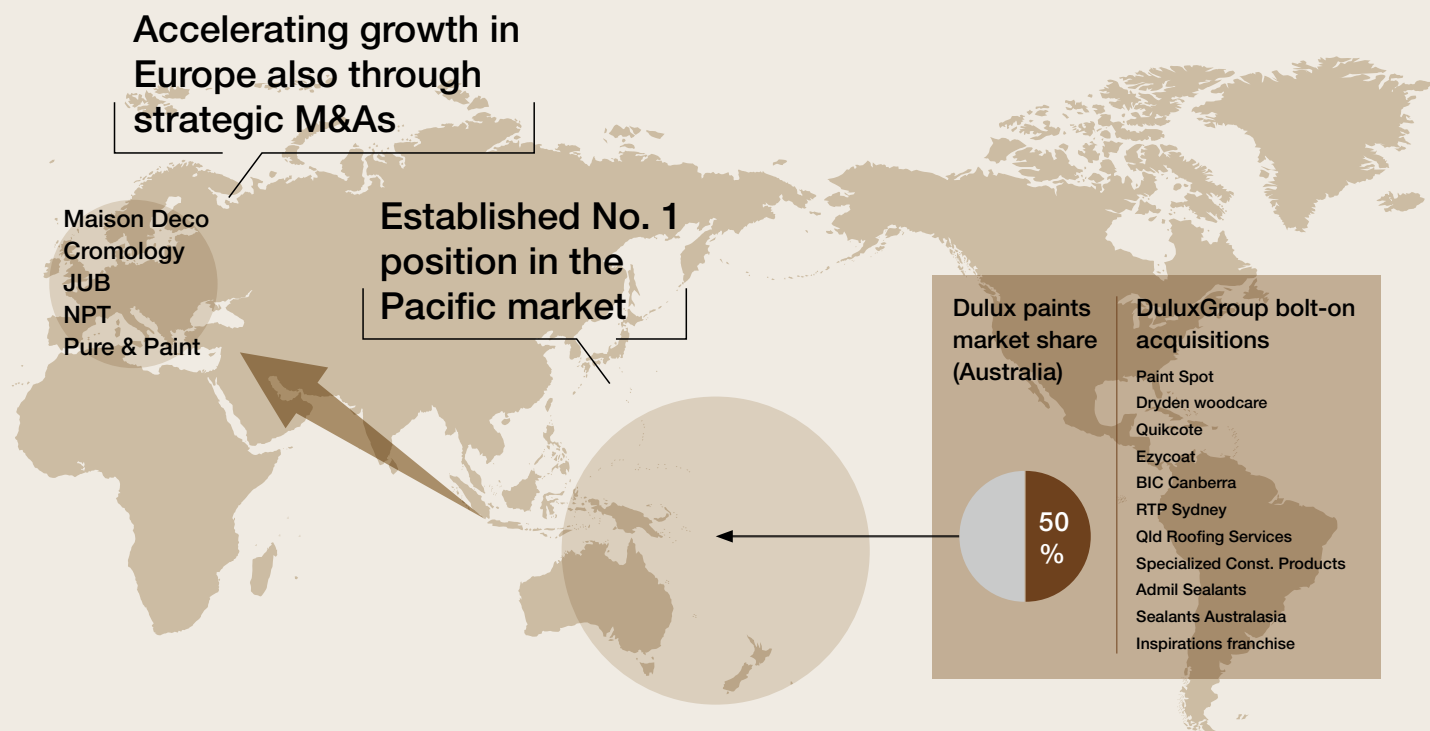 Accelerating growth in
Europe also through
strategic M&As
Maison Deco
Cromology
JUB
NPT
Pure & Paint
Established No. 1
position in the
Pacific market
Dulux paints
market share
(Australia)
50
%
DuluxGroup bolt-on
acquisitions
Paint Spot
Dryden woodcare
Quikcote
Ezycoat
BIC Canberra
RTP Sydney
Qld Roofing Services
Specialized Const. Products
Admil Sealants
Sealants Australasia
Inspirations franchise